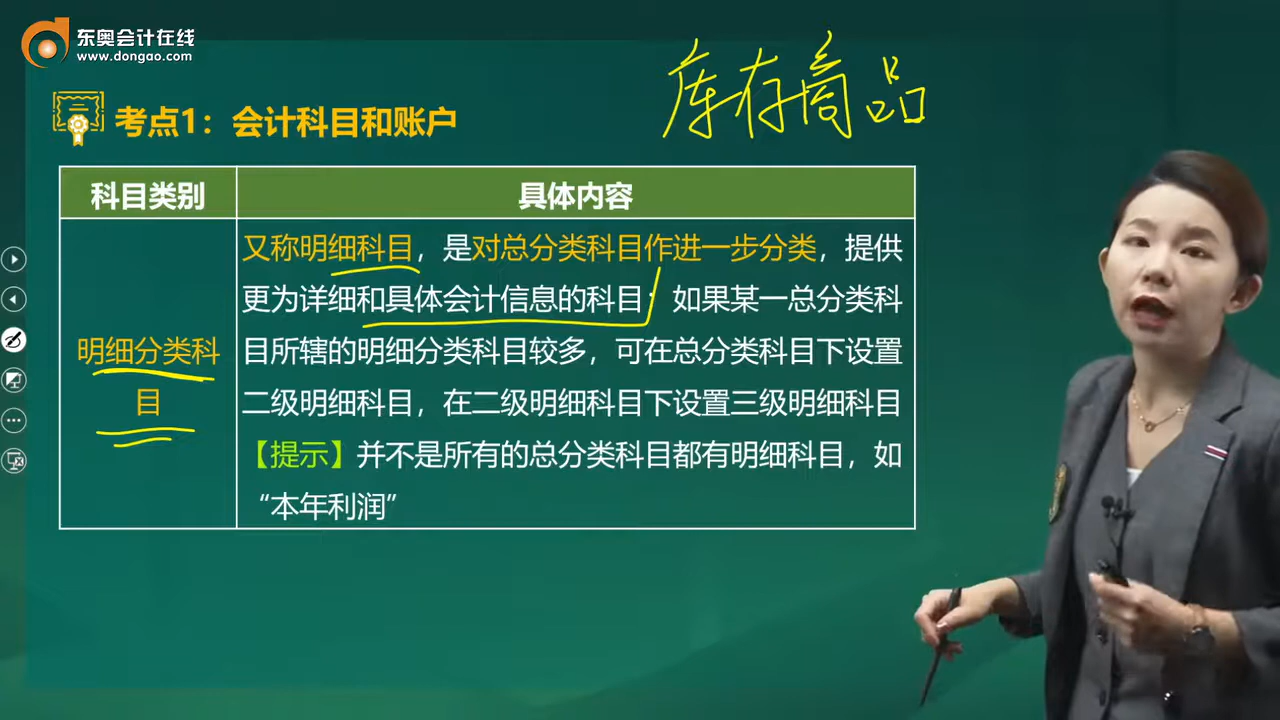 东奥会计在线
www.dongao.com
库存商品
考点1：会计科目和账户
科目类别
具体内容
明细分类科
目
又称明细科目，是对总分类科目作进一步分类，提供
更为详细和具体会计信息的科目；如果某一总分类科
目所辖的明细分类科目较多，可在总分类科目下设置
二级明细科目，在二级明细科目下设置三级明细科目
【提示】并不是所有的总分类科目都有明细科目，如
“本年利润”